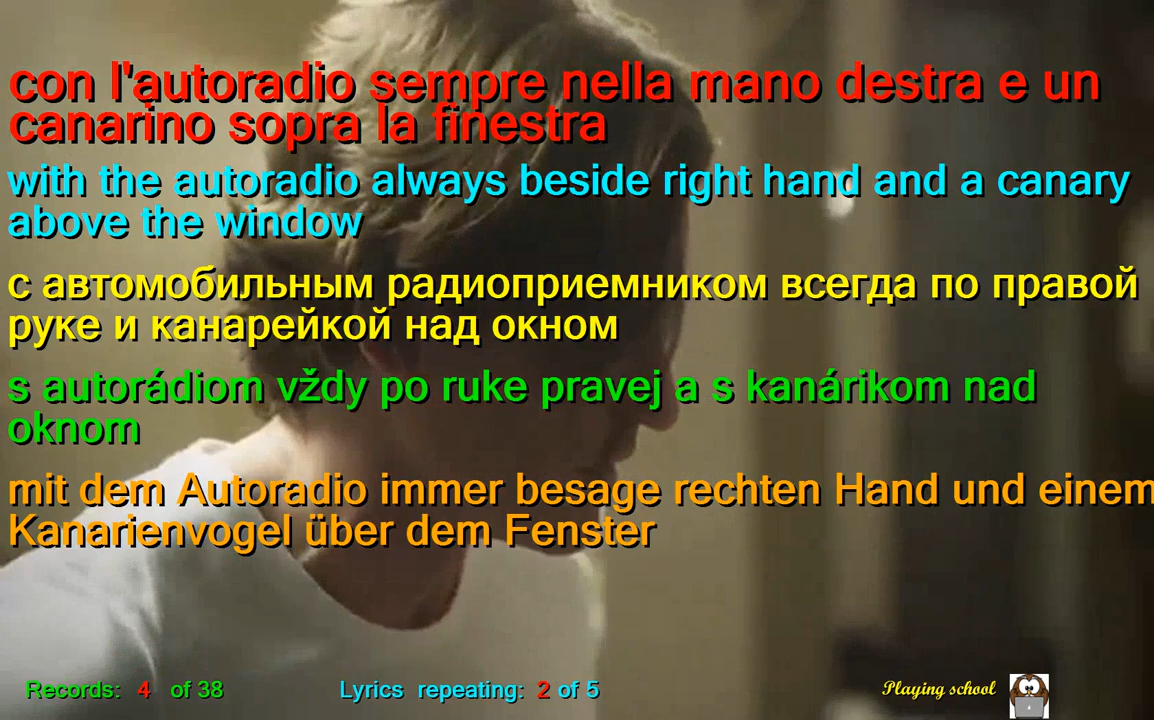 con l'autoradio sempre nella mano destra e un
canarino sopra la finestra
with the autoradio always beside right hand and a canary
above the window
с автомобильным радиоприемником всегда по правой
руке и канарейкой над окном
s autorádiom vždy po ruke pravej a s kanárikom nad
oknom
mit dem Autoradio immer besage rechten Hand und einem
Kanarienvogel über dem Fenster
Records: 4 of 38 Lyrics repeating: 2 of 5 Playing school